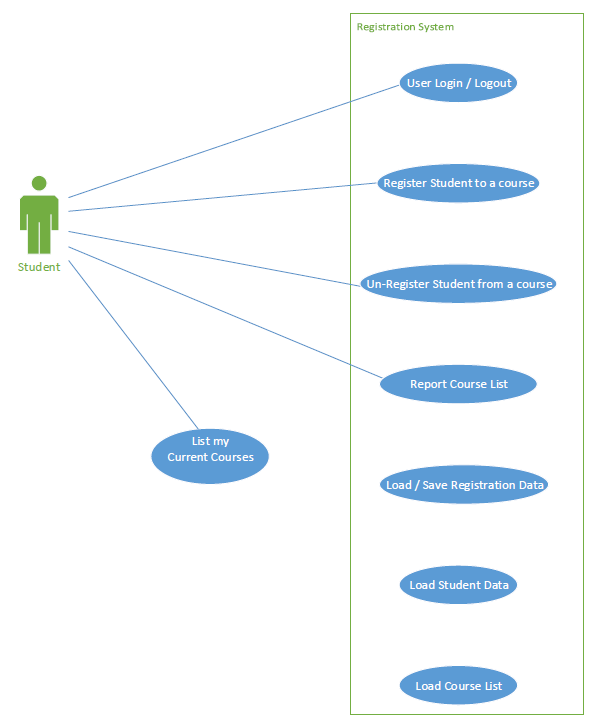 Registration System
User Login / Logout
Register Student to a course
Student
Un-Register Student from a course
Report Course List
List my
Current Courses
Load / Save Registration Data
Load Student Data
Load Course List